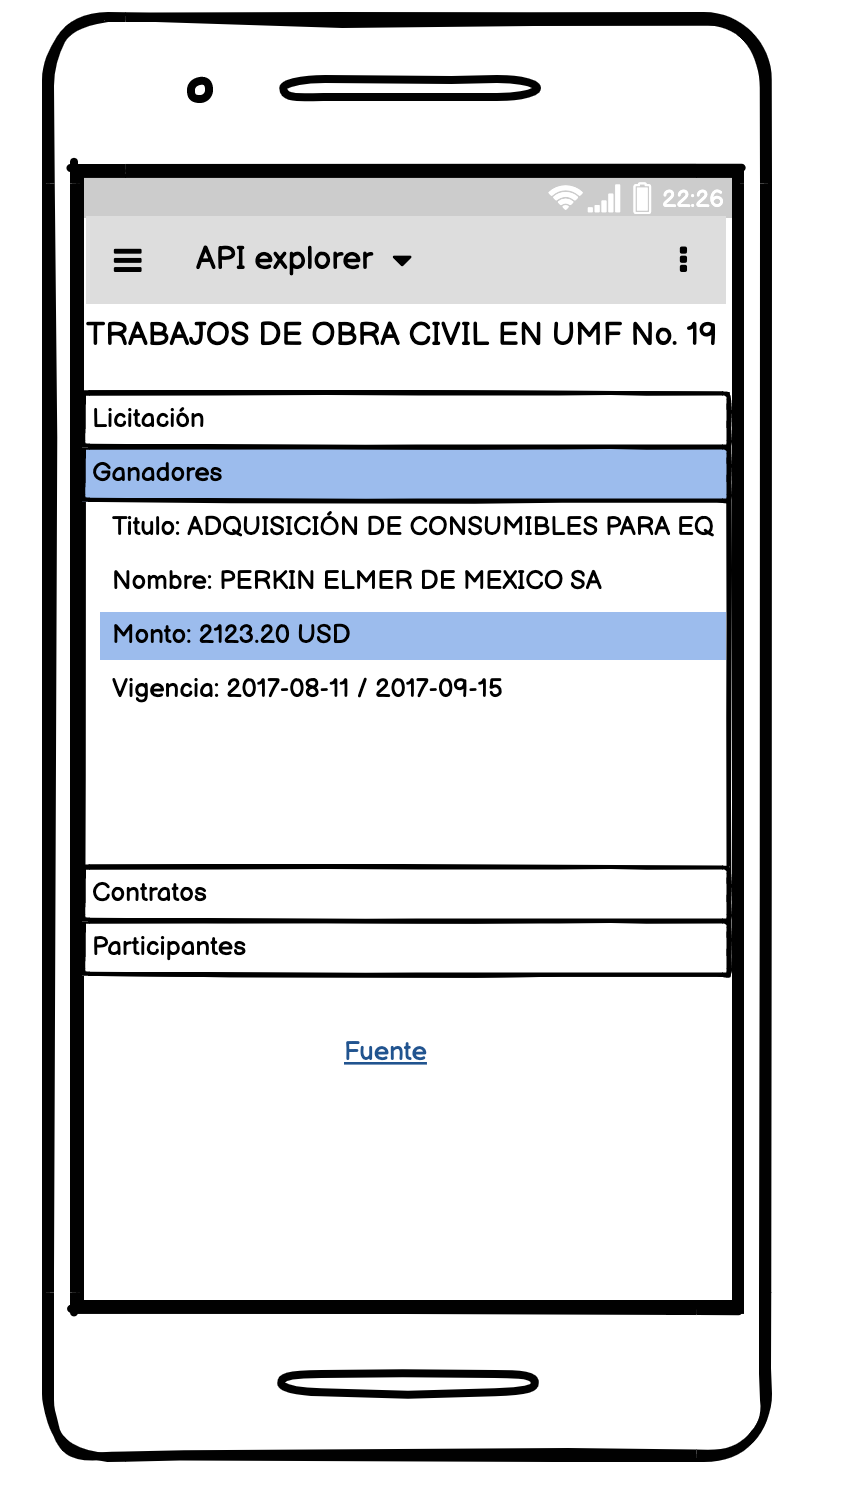 22:26
API explorer
TRABAJOS DE OBRA CIVIL EN UMF No. 19
Licitación
Ganadores
Titulo: ADQUISICIÓN DE CONSUMIBLES PARA EQ
Nombre: PERKIN ELMER DE MEXICO SA
Monto: 2123.20 USD
Vigencia: 2017-08-11 / 2017-09-15
Contratos
Participantes
Fuente